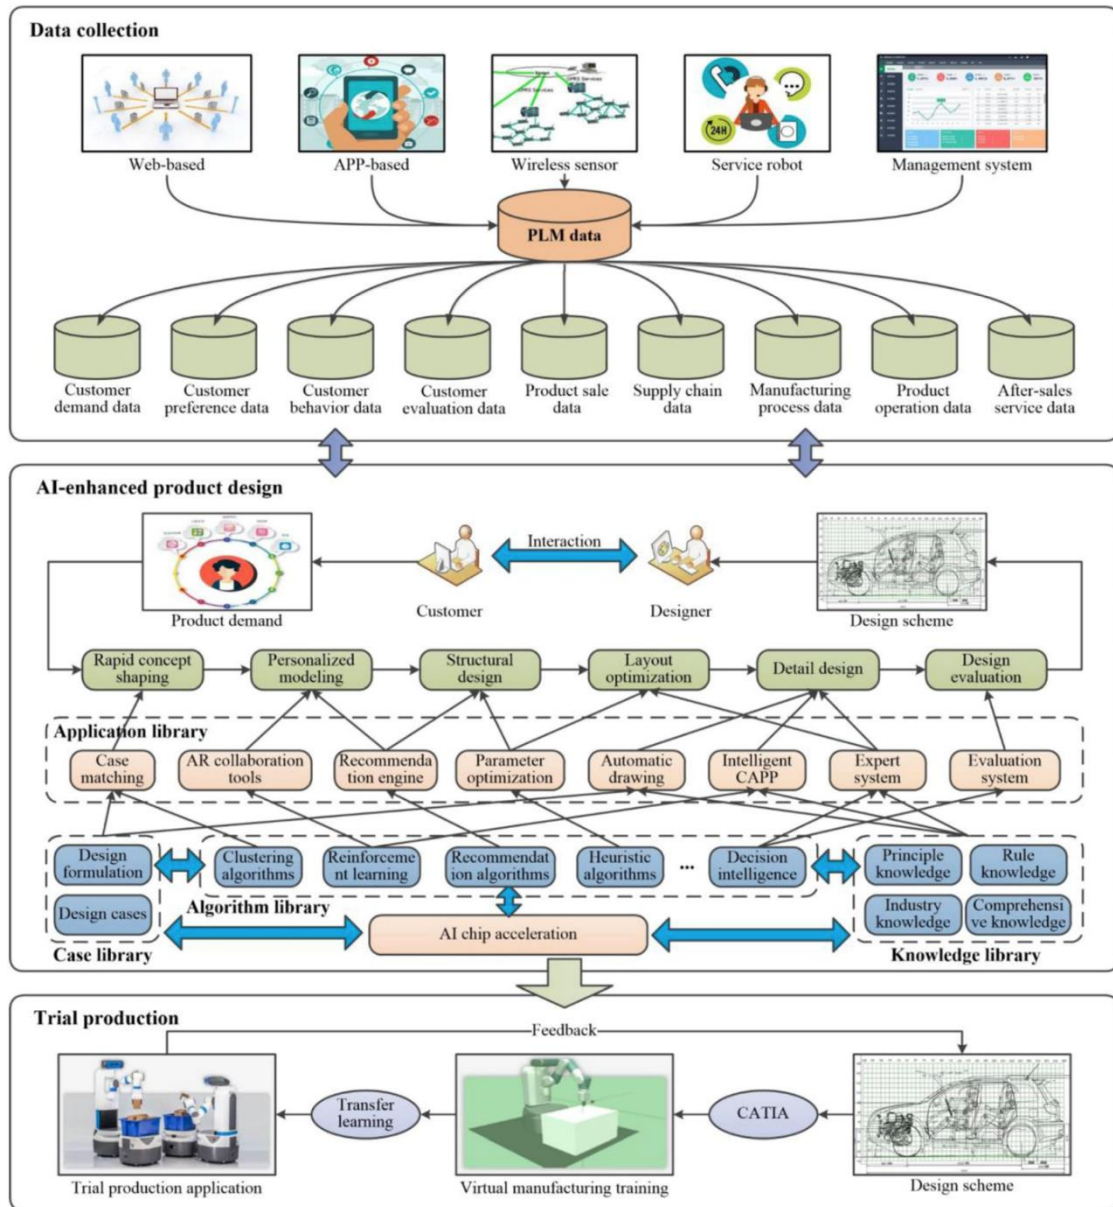 Data collection
GPRS Services
GPRS Services
24H
Web-based
APP-based
Wireless sensor
Service robot
Management system
PLM data
Customer
demand data
Customer
preference data
Customer
behavior data
Customer
evaluation data
Product sale
data
Supply chain
data
Manufacturing
process data
Product
operation data
After-sales
service data
AI-enhanced product design
Interaction
Product demand
Customer
Designer
Design scheme
Rapid concept
shaping
Personalized
modeling
Structural
design
Layout
optimization
Detail design
Design
evaluation
Application library
Case
matching
AR collaboration
tools
Recommenda
tion engine
Parameter
optimization
Automatic
drawing
Intelligent
CAPP
Expert
system
Evaluation
system
Design
formulation
Design cases
Case library
Clustering
algorithms
Reinforceme
nt learning
Recommendat
ion algorithms
Heuristic
algorithms
...
Decision
intelligence
Algorithm library
AI chip acceleration
Principle
knowledge
Rule
knowledge
Industry
knowledge
Comprehensi
ve knowledge
Knowledge library
Trial production
Feedback
Transfer
learning
CATIA
Trial production application
Virtual manufacturing training
Design scheme